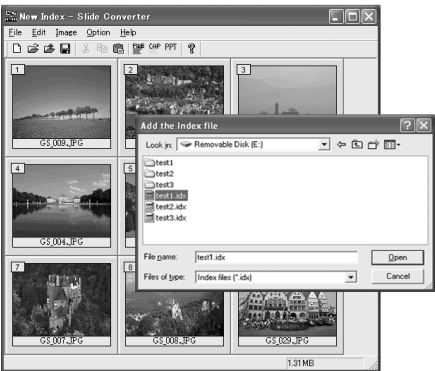 New Index - Slide Converter
File Edit Image Option Help
CAP PPT
1
2
3
GS_009.JPG
Add the Index file
Look in: Removable Disk (E:)
test1
test2
test3
test1.idx
test2.idx
test3.idx
File name: test1.idx Open
Files of type: Index files (*.idx) Cancel
4
5
GS_004.JPG
7
8
GS_007.JPG
GS_008.JPG
GS_029.JPG
1.31MB